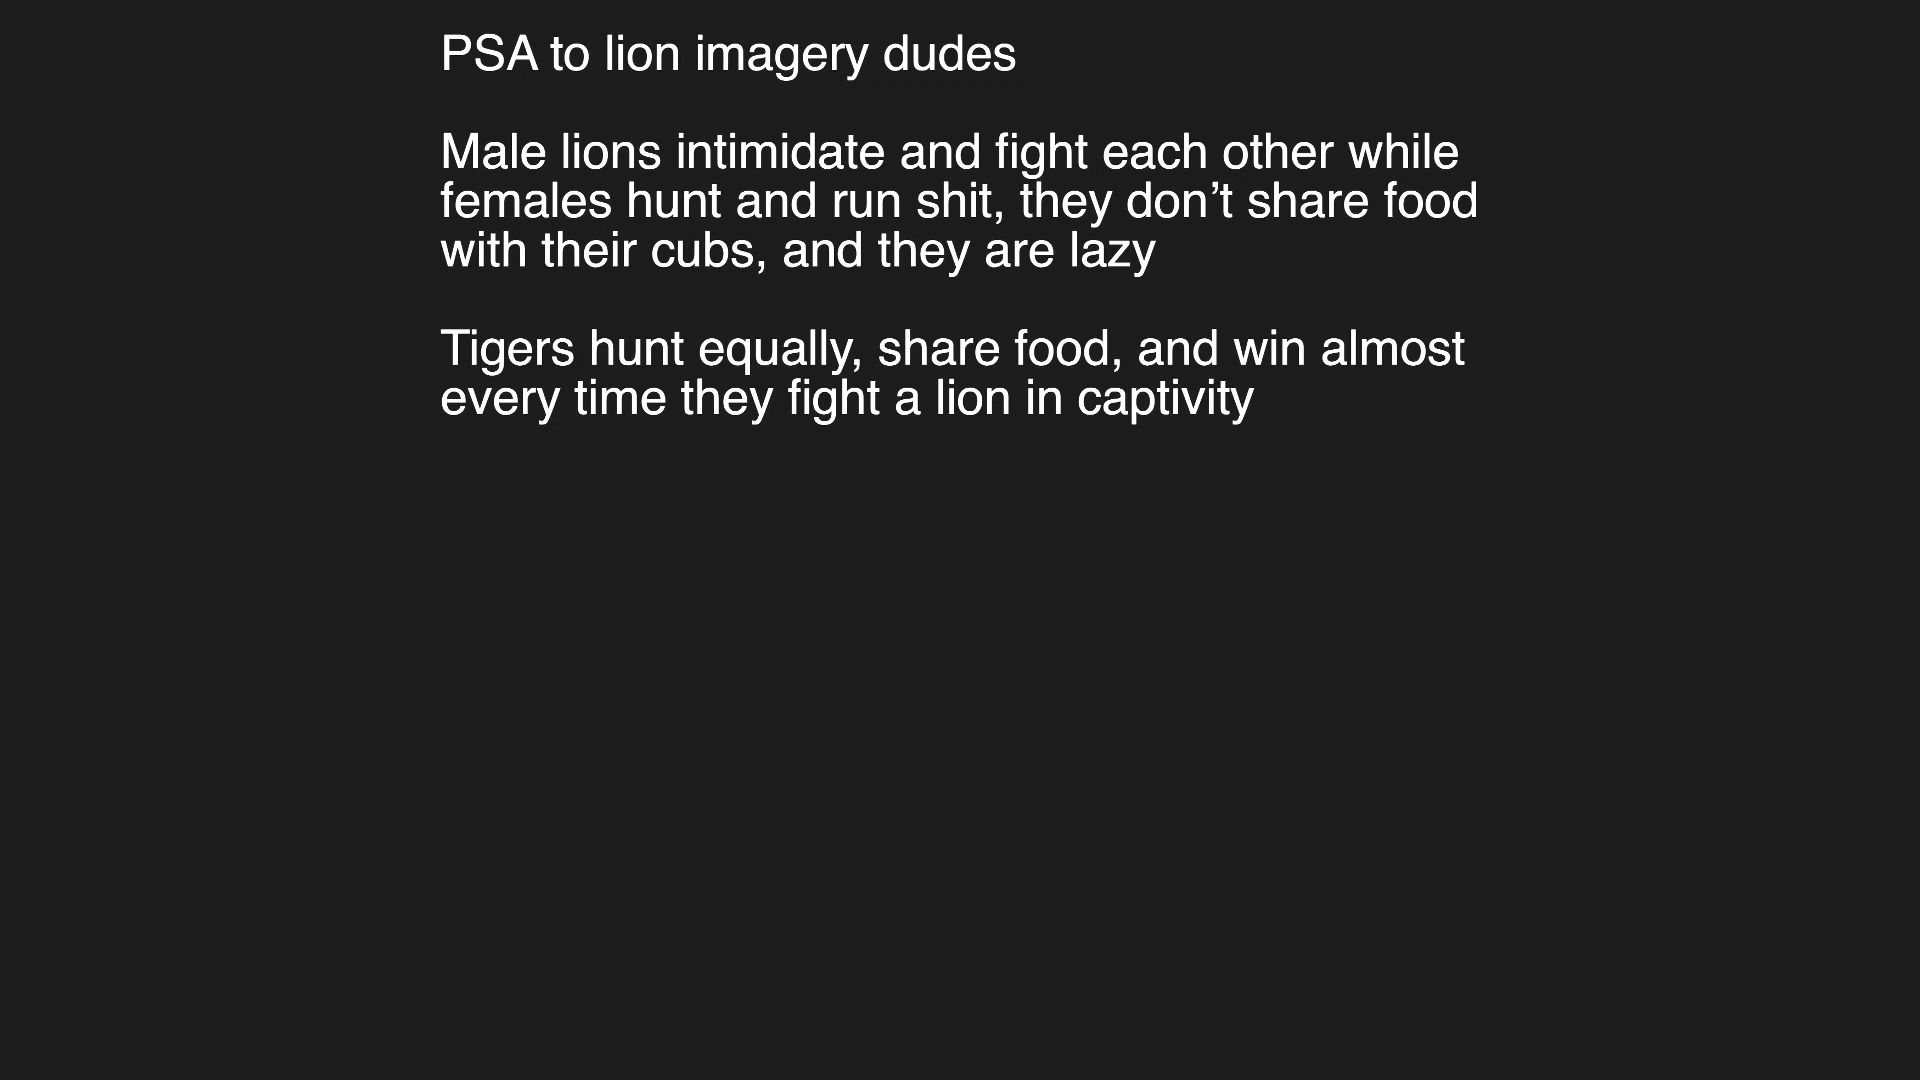 PSA to lion imagery dudes
Male lions intimidate and fight each other while
females hunt and run shit, they don’t share food
with their cubs, and they are lazy
Tigers hunt equally, share food, and win almost
every time they fight a lion in captivity